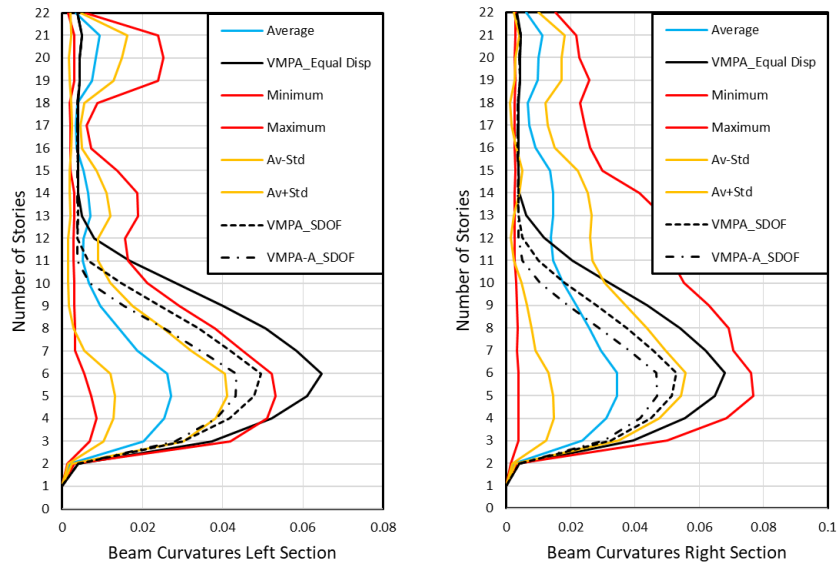 22
21
20
19
18
17
16
15
14
13
12
11
10
9
8
7
6
5
4
3
2
1
Number of Stories
Average
VMPA_Equal Disp
Minimum
Maximum
Av-Std
Av+Std
VMPA_SDOF
VMPA-A_SDOF
0 0.02 0.04 0.06 0.08
Beam Curvatures Left Section
22
21
20
19
18
17
16
15
14
13
12
11
10
9
8
7
6
5
4
3
2
1
Number of Stories
Average
VMPA_Equal Disp
Minimum
Maximum
Av-Std
Av+Std
VMPA_SDOF
VMPA-A_SDOF
0 0.02 0.04 0.06 0.08 0.1
Beam Curvatures Right Section